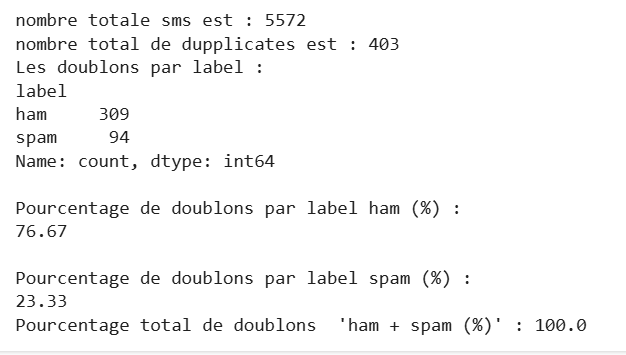 nombre totale sms est : 5572
nombre total de dupplicates est : 403
Les doublons par label :
label
ham     309
spam     94
Name: count, dtype: int64
Pourcentage de doublons par label ham (%) :
76.67
Pourcentage de doublons par label spam (%) :
23.33
Pourcentage total de doublons  'ham + spam (%)' : 100.0